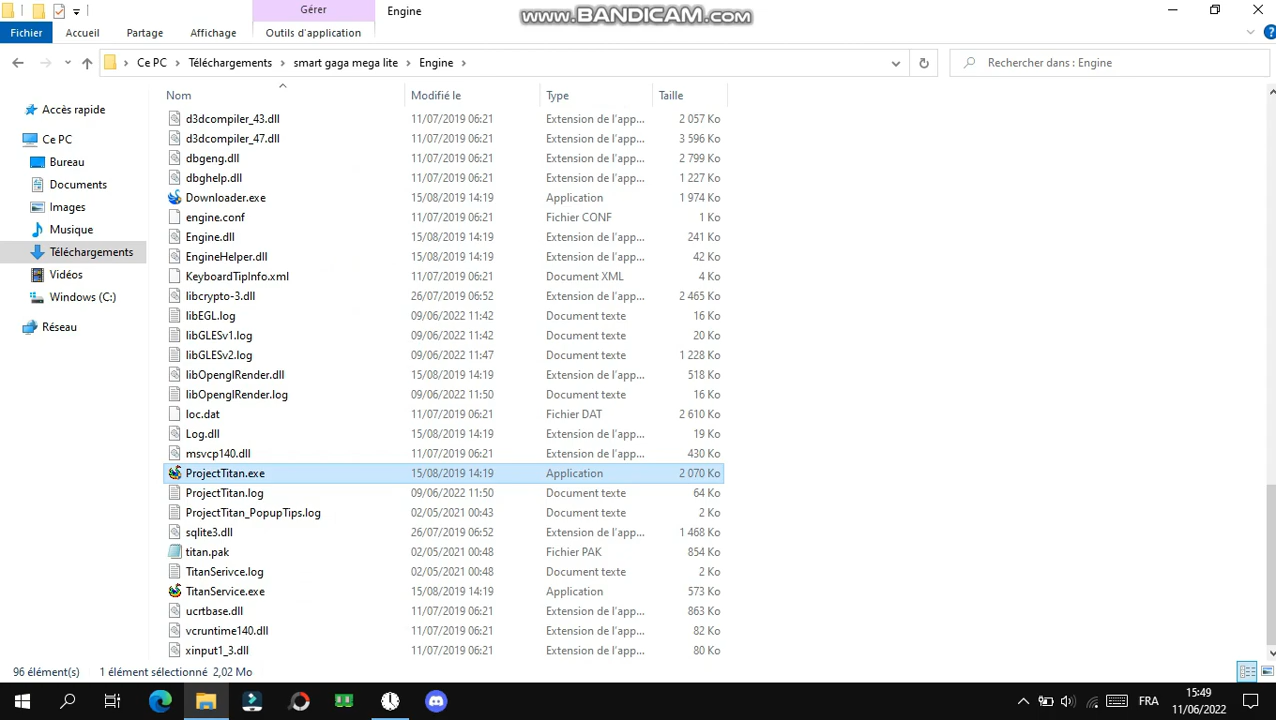 Gérer
Engine
www.BANDICAM.com
Fichier
Accueil
Partage
Affichage
Outils d'application
Ce PC > Téléchargements > smart gaga mega lite > Engine >
Rechercher dans : Engine
Nom Modifié le Type Taille
Accès rapide
Ce PC
Bureau
Documents
Images
Musique
Téléchargements
Vidéos
Windows (C:)
Réseau
d3dcompiler_43.dll 11/07/2019 06:21 Extension de l'app... 2 057 Ko
d3dcompiler_47.dll 11/07/2019 06:21 Extension de l'app... 3 596 Ko
dbgeng.dll 11/07/2019 06:21 Extension de l'app... 2 799 Ko
dbghelp.dll 11/07/2019 06:21 Extension de l'app... 1 227 Ko
Downloader.exe 15/08/2019 14:19 Application 1 974 Ko
engine.conf 11/07/2019 06:21 Fichier CONF 1 Ko
Engine.dll 15/08/2019 14:19 Extension de l'app... 241 Ko
EngineHelper.dll 15/08/2019 14:19 Extension de l'app... 42 Ko
KeyboardTipInfo.xml 11/07/2019 06:21 Document XML 4 Ko
libcrypto-3.dll 26/07/2019 06:52 Extension de l'app... 2 465 Ko
libEGL.log 09/06/2022 11:42 Document texte 16 Ko
libGLESv1.log 09/06/2022 11:42 Document texte 20 Ko
libGLESv2.log 09/06/2022 11:47 Document texte 1 228 Ko
libOpenglRender.dll 15/08/2019 14:19 Extension de l'app... 518 Ko
libOpenglRender.log 09/06/2022 11:50 Document texte 16 Ko
loc.dat 11/07/2019 06:21 Fichier DAT 2 610 Ko
Log.dll 15/08/2019 14:19 Extension de l'app... 19 Ko
msvcp140.dll 11/07/2019 06:21 Extension de l'app... 430 Ko
ProjectTitan.exe 15/08/2019 14:19 Application 2 070 Ko
ProjectTitan.log 09/06/2022 11:50 Document texte 64 Ko
ProjectTitan_PopupTips.log 02/05/2021 00:43 Document texte 2 Ko
sqlite3.dll 26/07/2019 06:52 Extension de l'app... 1 468 Ko
titan.pak 02/05/2021 00:48 Fichier PAK 854 Ko
TitanSerivce.log 02/05/2021 00:48 Document texte 2 Ko
TitanService.exe 15/08/2019 14:19 Application 573 Ko
ucrtbase.dll 11/07/2019 06:21 Extension de l'app... 863 Ko
vcruntime140.dll 11/07/2019 06:21 Extension de l'app... 82 Ko
xinput1_3.dll 11/07/2019 06:21 Extension de l'app... 80 Ko
96 élément(s) 1 élément sélectionné 2,02 Mo
FRA
15:49
11/06/2022